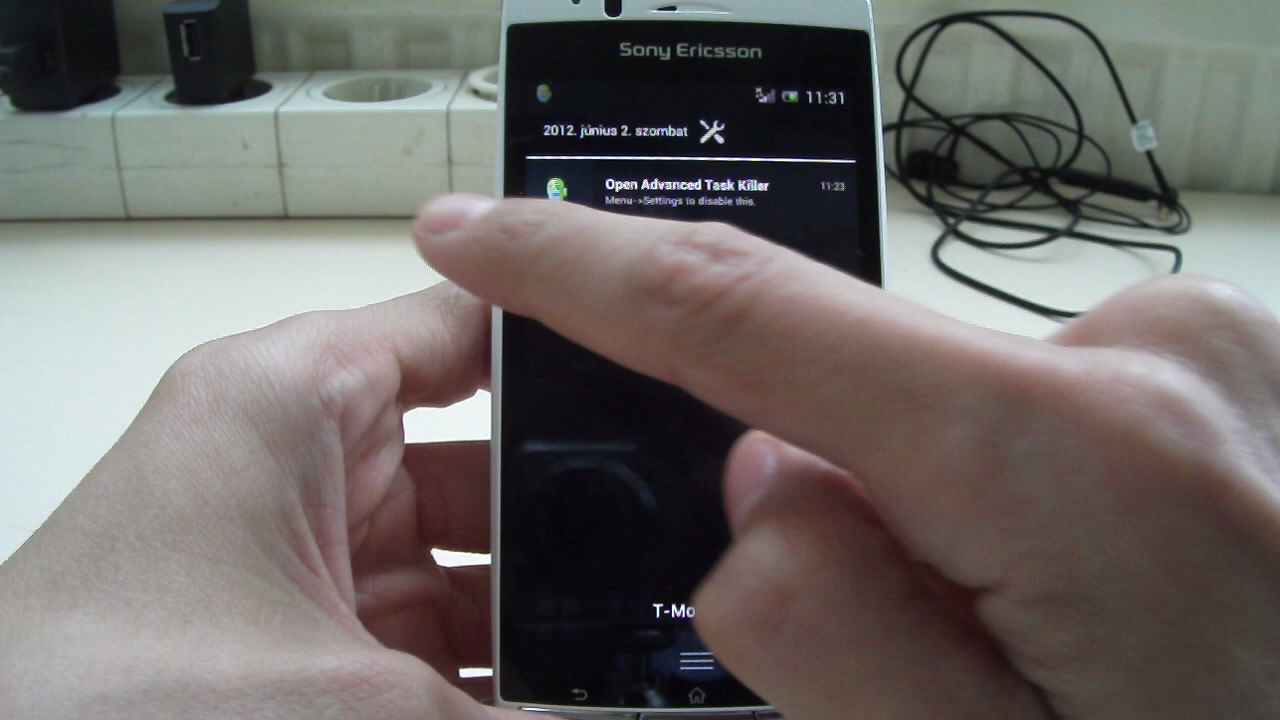 Sony Ericsson
11:31
2012. június 2. szombat
Open Advanced Task Killer
11:23
Menu->Settings to disable this.
T-Mo